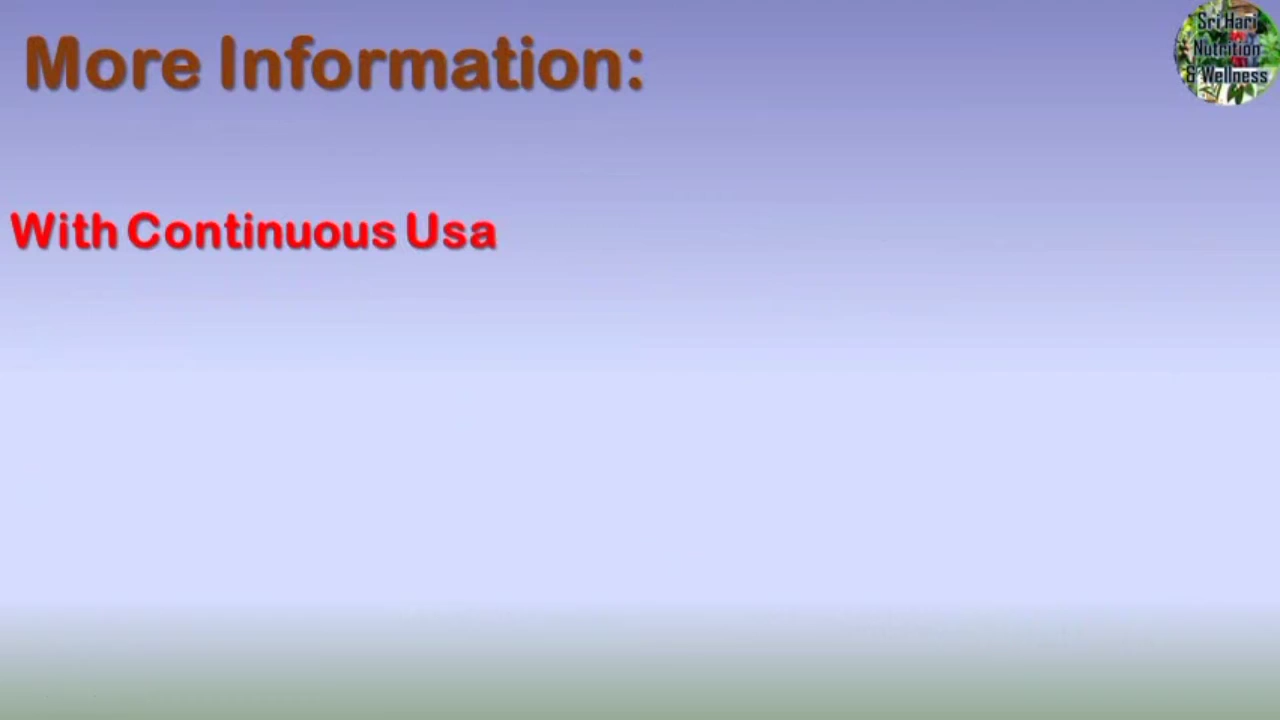 More Information:
Sri Hari
Nutrition
& Wellness
With Continuous Usa